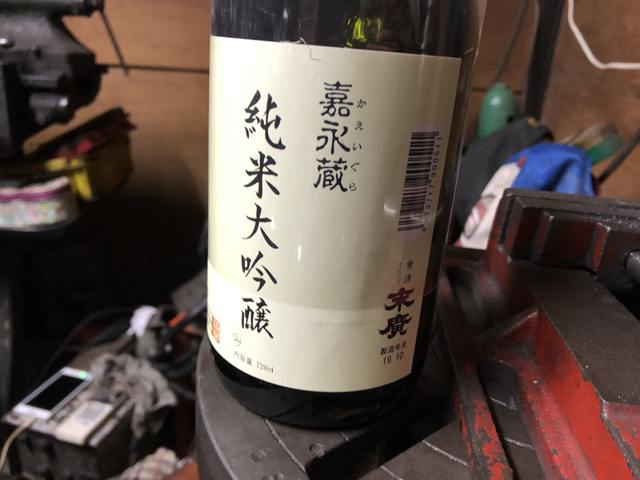 嘉永蔵
かえいぐら
純米大吟醸
會津
末廣
製造年月
19.10
内容量 720ml